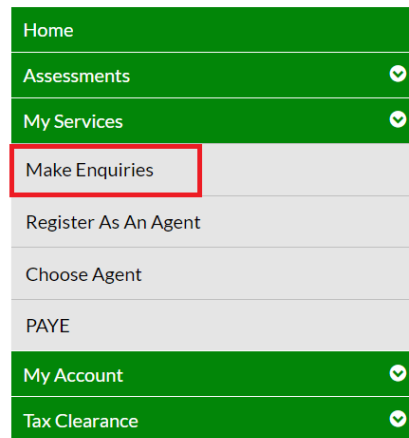 Home
Assessments
My Services
Make Enquiries
Register As An Agent
Choose Agent
PAYE
My Account
Tax Clearance